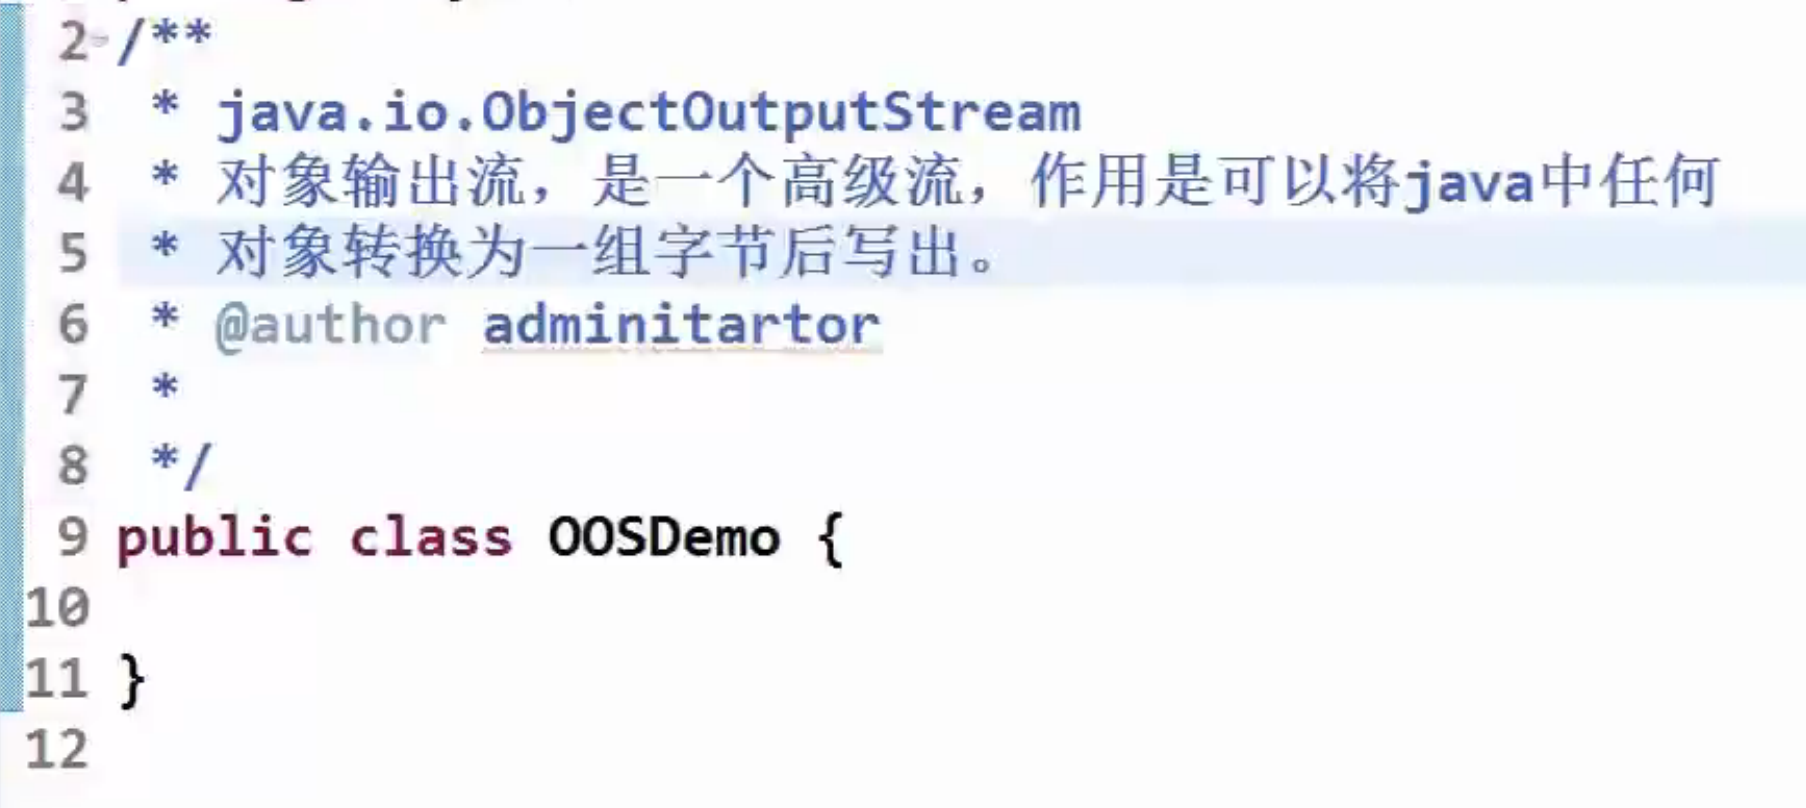 2 /**
3  * java.io.ObjectOutputStream
4  * 对象输出流，是一个高级流，作用是可以将java中任何
5  * 对象转换为一组字节后写出。
6  * @author adminitartor
7  *
8  */
9 public class OOSDemo {
10
11 }
12